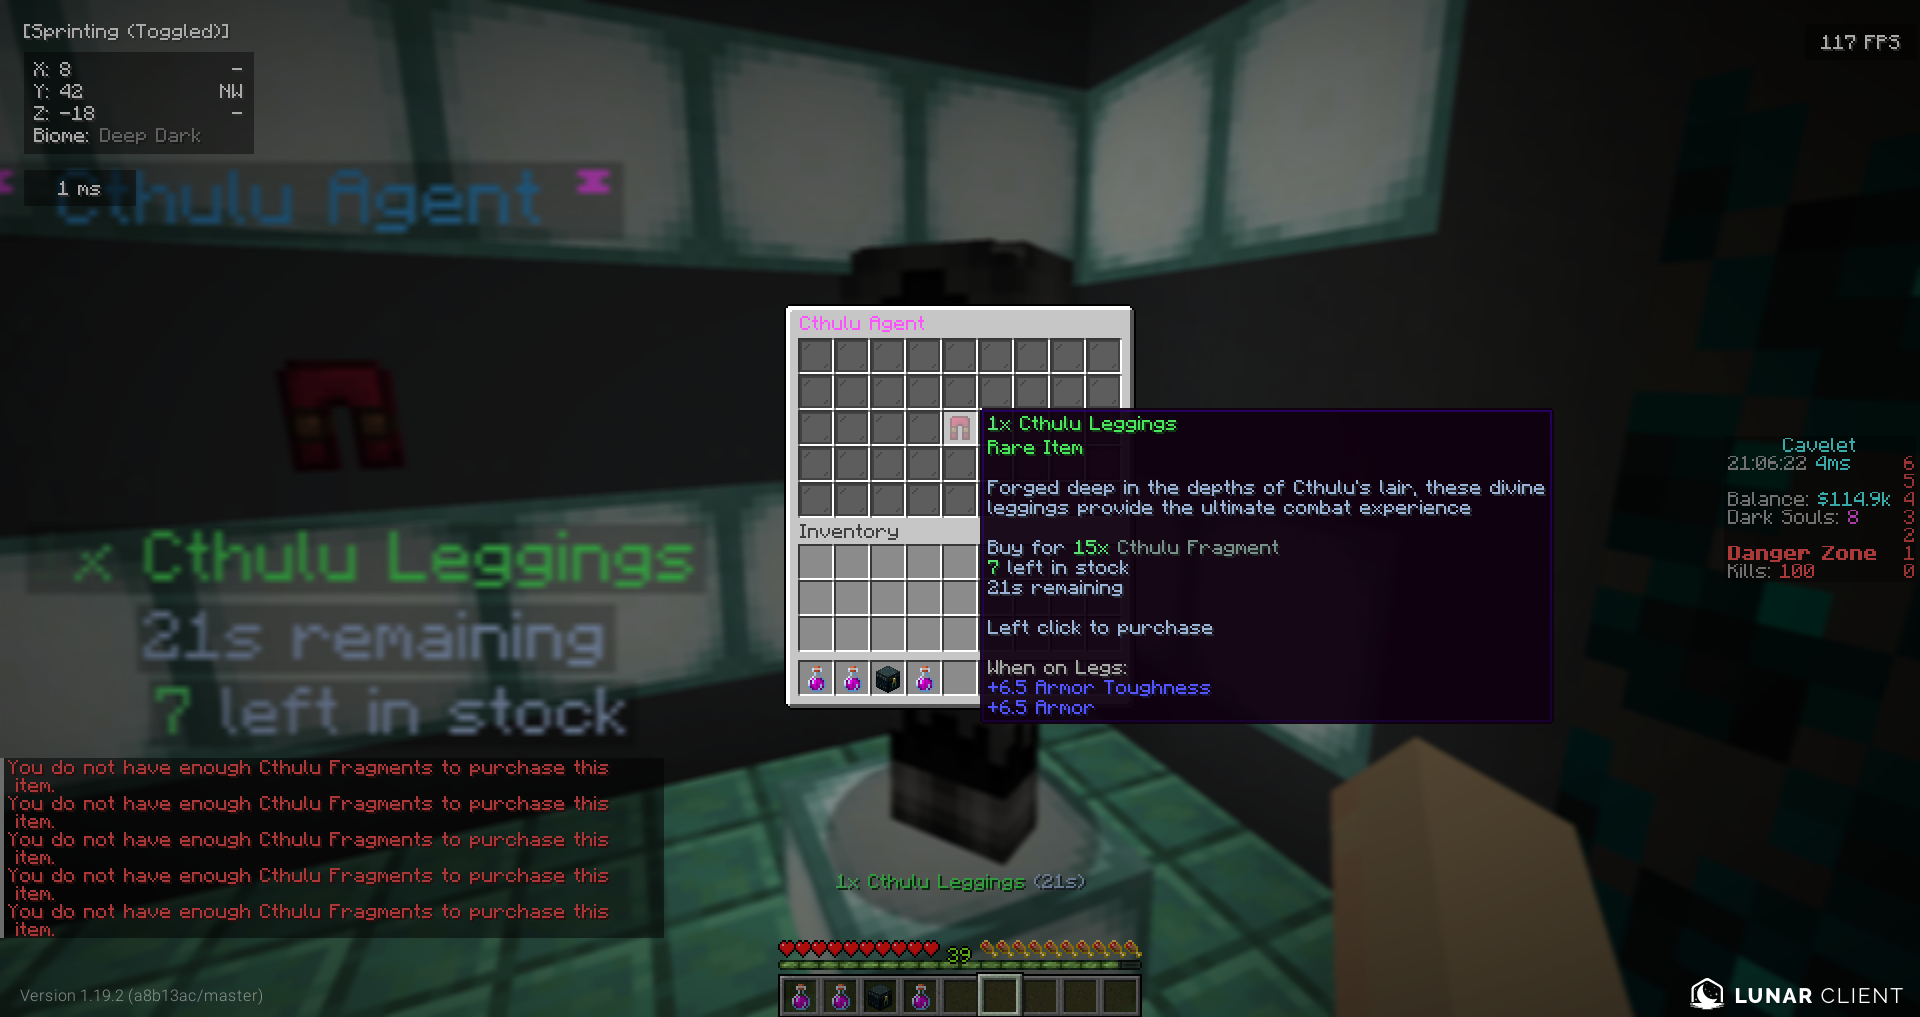 [Sprinting (Toggled)]
117 FPS
X: 8 -
Y: 42 NW
Z: -18 -
Biome: Deep Dark
1 ms
Cthulu Agent
Cthulu Agent
1x Cthulu Leggings
Rare Item
Forged deep in the depths of Cthulu's lair, these divine
leggings provide the ultimate combat experience
Inventory
Buy for 15x Cthulu Fragment
7 left in stock
21s remaining
Left click to purchase
When on Legs:
+6.5 Armor Toughness
+6.5 Armor
Cavelet
21:06:22 4ms 6
5
Balance: $114.9k 4
Dark Souls: 8 3
2
Danger Zone 1
Kills: 100 0
x Cthulu Leggings
21s remaining
7 left in stock
You do not have enough Cthulu Fragments to purchase this
item.
You do not have enough Cthulu Fragments to purchase this
item.
You do not have enough Cthulu Fragments to purchase this
item.
You do not have enough Cthulu Fragments to purchase this
item.
You do not have enough Cthulu Fragments to purchase this
item.
1x Cthulu Leggings (21s)
39
Version 1.19.2 (a8b13ac/master)
LUNAR CLIENT